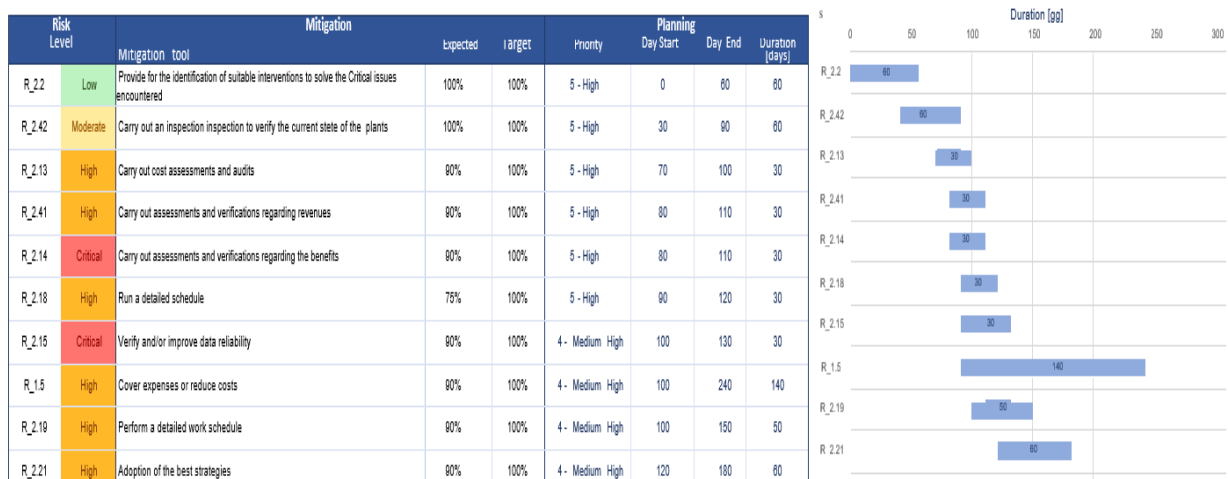 Risk Mitigation Planning
Level Mitigation tool Expected Target Priority Day Start Day End Duration
[days]
R_2.2 Low Provide for the identification of suitable interventions to solve the Critical issues
encountered 100% 100% 5 - High 0 60 60
R_2.42 Moderate Carry out an inspection inspection to verify the current stete of the plants 100% 100% 5 - High 30 90 60
R_2.13 High Carry out cost assessments and audits 90% 100% 5 - High 70 100 30
R_2.41 High Carry out assessments and verifications regarding revenues 90% 100% 5 - High 80 110 30
R_2.14 Critical Carry out assessments and verifications regarding the benefits 90% 100% 5 - High 80 110 30
R_2.18 High Run a detailed schedule 75% 100% 5 - High 90 120 30
R_2.15 Critical Verify and/or improve data reliability 90% 100% 4 - Medium High 100 130 30
R_1.5 High Cover expenses or reduce costs 90% 100% 4 - Medium High 100 240 140
R_2.19 High Perform a detailed work schedule 90% 100% 4 - Medium High 100 150 50
R_2.21 High Adoption of the best strategies 90% 100% 4 - Medium High 120 180 60
s
Duration [gg]
0 50 100 150 200 250 300
R_2.2 60
R_2.42 60
R_2.13 30
R_2.41 30
R_2.14 30
R_2.18 30
R_2.15 30
R_1.5 140
R_2.19 50
R_2.21 60